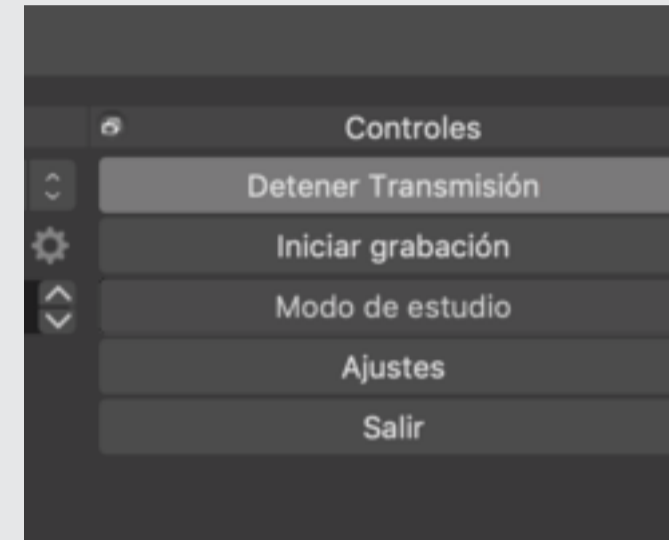 Controles
Detener Transmisión
Iniciar grabación
Modo de estudio
Ajustes
Salir